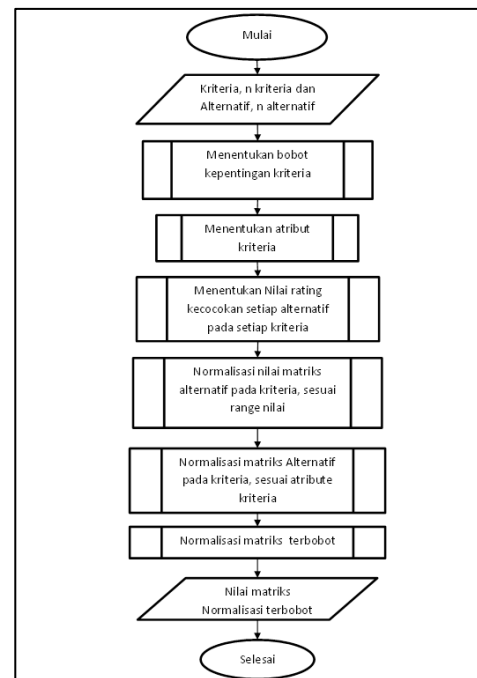 Mulai
Kriteria, n kriteria dan
Alternatif, n alternatif
Menentukan bobot
kepentingan kriteria
Menentukan atribut
kriteria
Menentukan Nilai rating
kecocokan setiap alternatif
pada setiap kriteria
Normalisasi nilai matriks
alternatif pada kriteria, sesuai
range nilai
Normalisasi matriks Alternatif
pada kriteria, sesuai atribute
kriteria
Normalisasi matriks terbobot
Nilai matriks
Normalisasi terbobot
Selesai